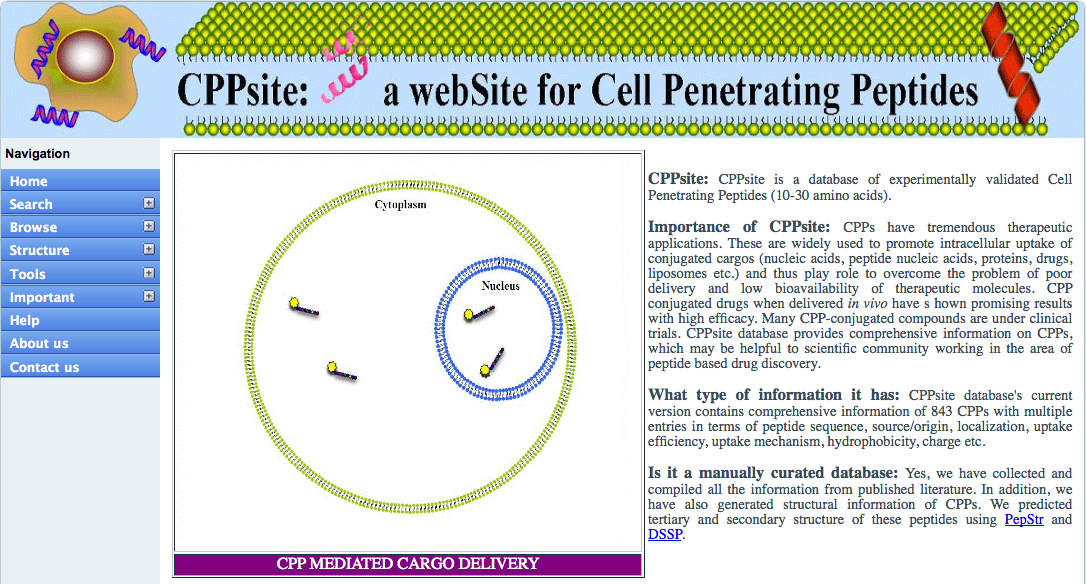 CPPsite: a webSite for Cell Penetrating Peptides
Navigation
Home
Search
Browse
Structure
Tools
Important
Help
About us
Contact us
Cytoplasm
Nucleus
CPP MEDIATED CARGO DELIVERY
CPPsite: CPPsite is a database of experimentally validated Cell
Penetrating Peptides (10-30 amino acids).
Importance of CPPsite: CPPs have tremendous therapeutic
applications. These are widely used to promote intracellular uptake of
conjugated cargos (nucleic acids, peptide nucleic acids, proteins, drugs,
liposomes etc.) and thus play role to overcome the problem of poor
delivery and low bioavailability of therapeutic molecules. CPP
conjugated drugs when delivered in vivo have s hown promising results
with high efficacy. Many CPP-conjugated compounds are under clinical
trials. CPPsite database provides comprehensive information on CPPs,
which may be helpful to scientific community working in the area of
peptide based drug discovery.
What type of information it has: CPPsite database's current
version contains comprehensive information of 843 CPPs with multiple
entries in terms of peptide sequence, source/origin, localization, uptake
efficiency, uptake mechanism, hydrophobicity, charge etc.
Is it a manually curated database: Yes, we have collected and
compiled all the information from published literature. In addition, we
have also generated structural information of CPPs. We predicted
tertiary and secondary structure of these peptides using PepStr and
DSSP.